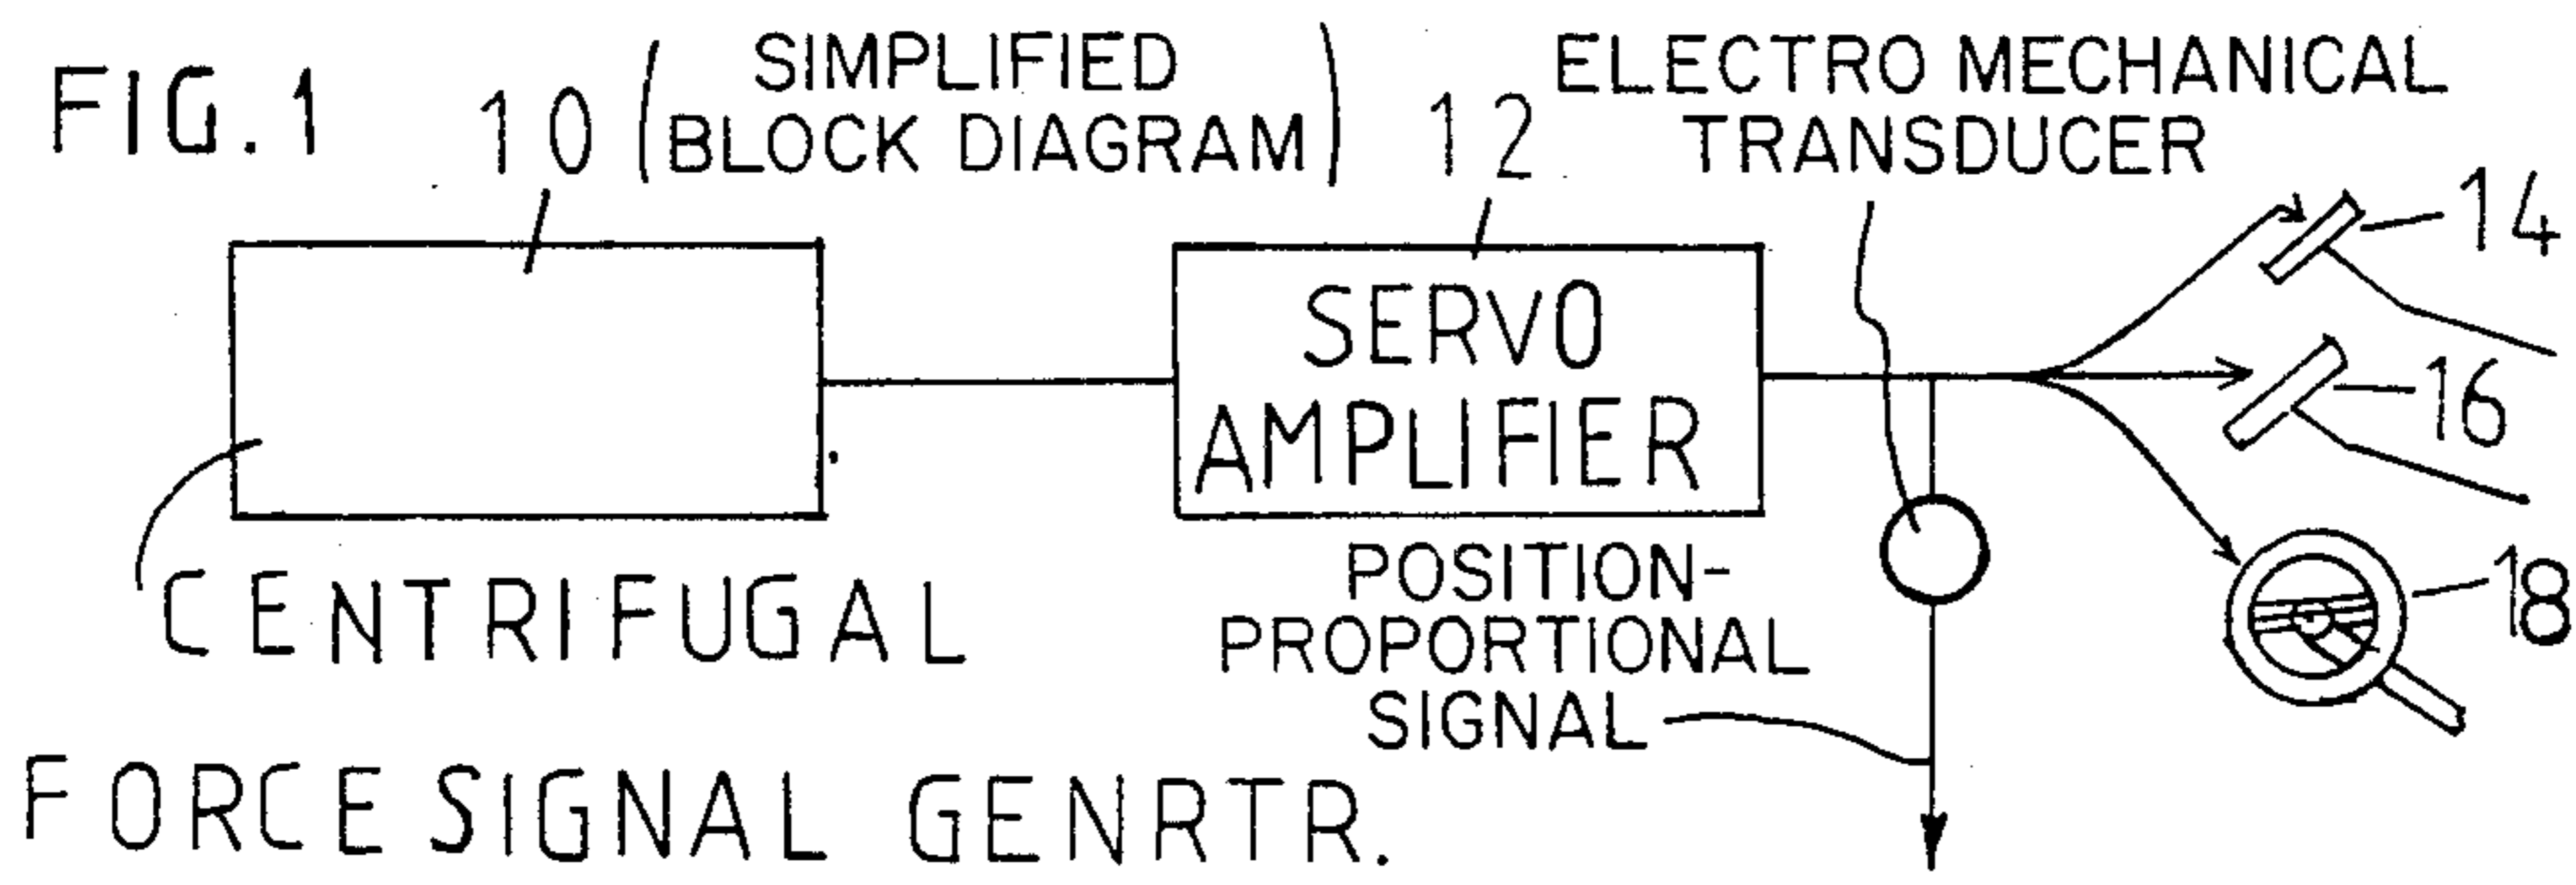 FIG. 1
10
(SIMPLIFIED
BLOCK DIAGRAM)
12
ELECTRO MECHANICAL
TRANSDUCER
14
16
18
SERVO
AMPLIFIER
POSITION-
PROPORTIONAL
SIGNAL
CENTRIFUGAL
FORCE SIGNAL GENRTR.